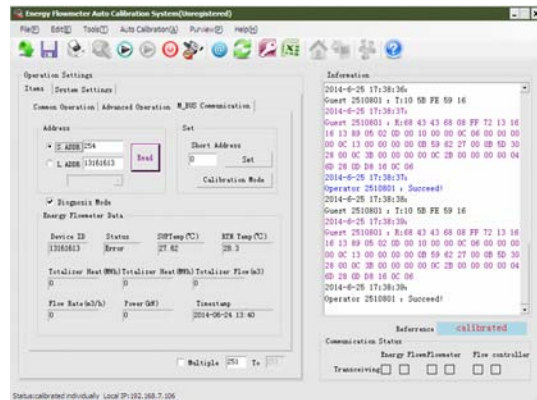 Energy Flowmeter Auto Calibration System(Unregistered)
File(F) Edit(E) Tools(T) Auto Calibration(A) Purview(P) Help(H)
Operation Settings
Items System Settings
Common Operation Advanced Operation M_BUS Communication
Address
S. ADDR 254
L. ADDR 13161613
Read
Set
Short Address
0 Set
Calibration Mode
Diagnosis Mode
Energy Flowmeter Data
Device ID Status SUPTemp(℃) RTN Temp(℃)
13161613 Error 27.62 28.3
Totalizer Heat(MWh) Totalizer Heat(MWh) Totalizer Flow(m3)
0 0 0
Flow Rate(m3/h) Power(kW) Timestamp
0 0 2014-06-24 13:40
Multiple 251 To
Information
2014-6-25 17:38:36:
Guest 2510801 : T:10 5B FE 59 16
2014-6-25 17:38:37:
Guest 2510801 : R:68 43 43 68 08 FF 72 13 16
16 13 89 05 02 0D 00 10 00 00 0C 06 00 00 00
00 0C 13 00 00 00 00 0B 59 62 27 00 0B 5D 30
28 00 0C 3B 00 00 00 00 0C 2B 00 00 00 00 04
6D 28 0D D8 16 0C 06
2014-6-25 17:38:37:
Operator 2510801 : Succeed!
2014-6-25 17:38:38:
Guest 2510801 : T:10 5B FE 59 16
2014-6-25 17:38:39:
Guest 2510801 : R:68 43 43 68 08 FF 72 13 16
16 13 89 05 02 0D 00 10 00 00 0C 06 00 00 00
00 0C 13 00 00 00 00 0B 59 62 27 00 0B 5D 30
28 00 0C 3B 00 00 00 00 0C 2B 00 00 00 00 04
6D 28 0D D8 16 0C 06
2014-6-25 17:38:39:
Operator 2510801 : Succeed!
Referrence calibrated
Communication Status
Energy Flowmeter Flow controller
Transceiving
Status:calibrated individually Local IP:192.168.7.106